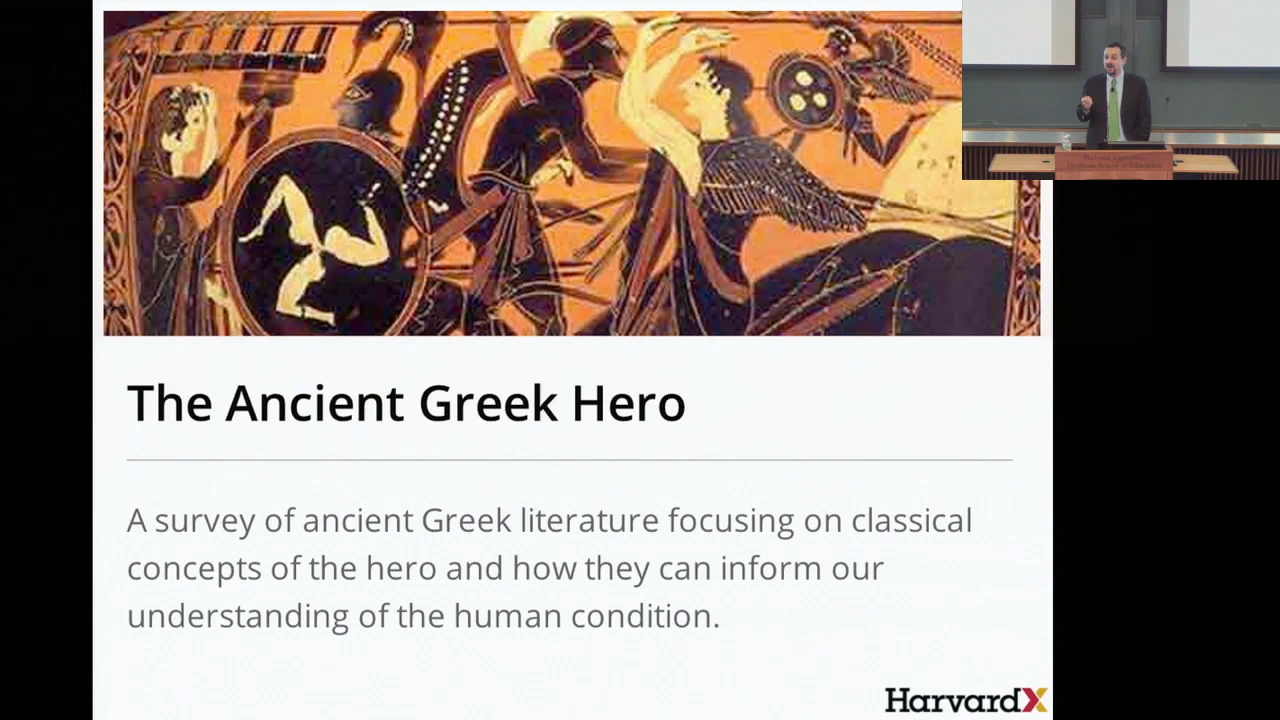 The Ancient Greek Hero
A survey of ancient Greek literature focusing on classical
concepts of the hero and how they can inform our
understanding of the human condition.
HarvardX